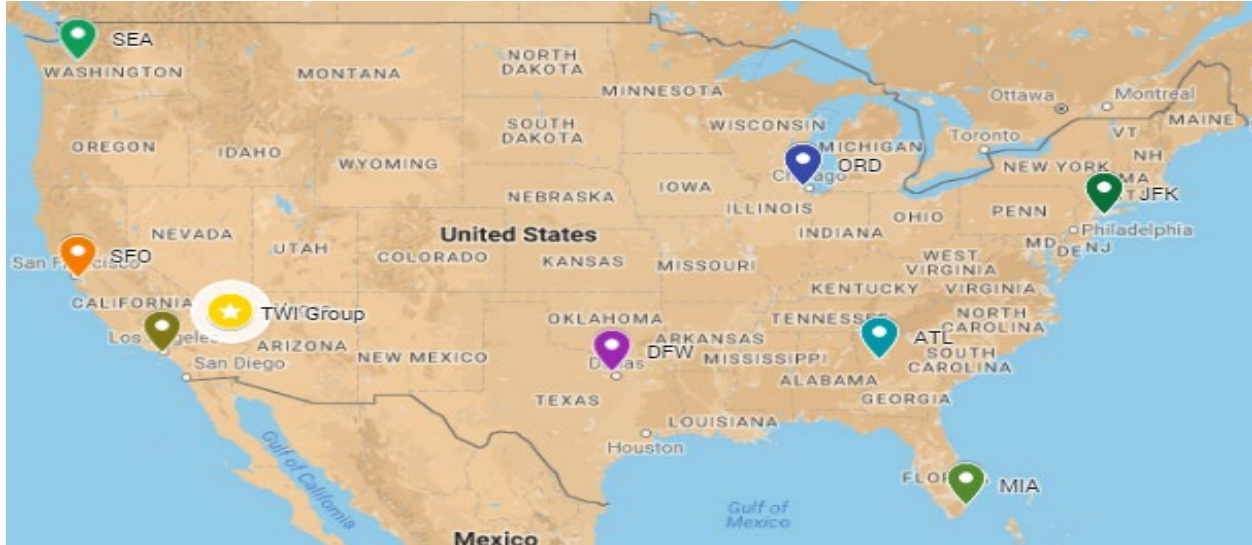 SEA
WASHINGTON
MONTANA
NORTH
DAKOTA
MINNESOTA
Ottawa
Montreal
MAINE
OREGON
IDAHO
SOUTH
DAKOTA
WISCONSIN
MICHIGAN
Toronto
VT
NH
WYOMING
ORD
NEW YORK
MA
IOWA
NEBRASKA
ILLINOIS
OHIO
PENN
JFK
NEVADA
UTAH
COLORADO
United States
KANSAS
MISSOURI
INDIANA
Philadelphia
MD
DE
NJ
SFO
WEST
VIRGINIA
KENTUCKY
VIRGINIA
CALIFORNIA
TWI Group
OKLAHOMA
TENNESSEE
NORTH
CAROLINA
San Diego
ARIZONA
NEW MEXICO
DFW
ARKANSAS
MISSISSIPPI
ATL
SOUTH
CAROLINA
ALABAMA
GEORGIA
TEXAS
LOUISIANA
Houston
Gulf of California
MIA
Gulf of
Mexico
Mexico